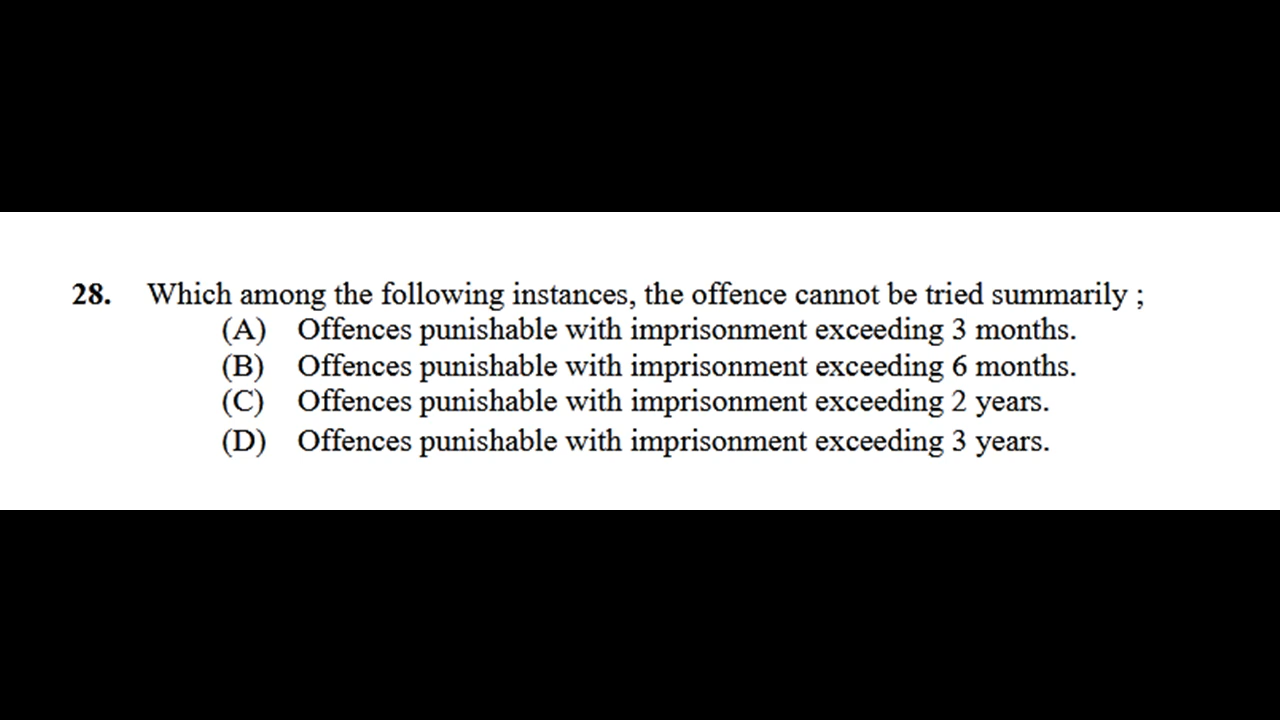 28. Which among the following instances, the offence cannot be tried summarily ;
(A) Offences punishable with imprisonment exceeding 3 months.
(B) Offences punishable with imprisonment exceeding 6 months.
(C) Offences punishable with imprisonment exceeding 2 years.
(D) Offences punishable with imprisonment exceeding 3 years.